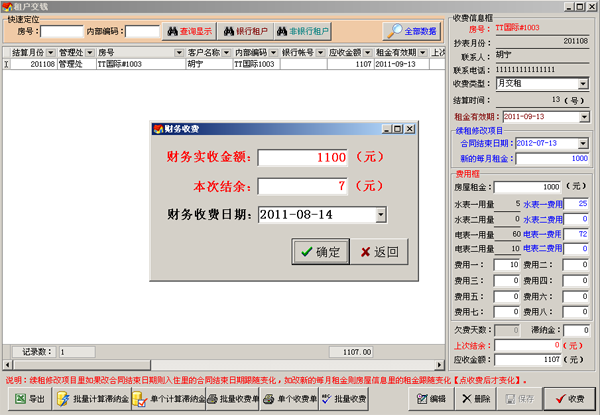 租户交钱
快速定位
房号：
内部编码：
查询显示
银行租户
非银行租户
全部数据
结算月份 管理处 房号 客户名称 内部编码 银行帐号 应收金额 租金有效期 上次
201108 管理处 TT国际#1003 胡宁 TT国际1003 1107 2011-09-13
财务收费
财务实收金额： 1100 （元）
本次结余： 7 （元）
财务收费日期： 2011-08-14
确定
返回
记录数： 1
1107.00
收费信息框
房号： TT国际#1003
抄表月份： 201108
联系人： 胡宁
联系电话：
收费类型： 月交租
结算时间： 13 （号）
租金有效期： 2011-09-13
续租修改项目
合同结束日期： 2012-07-13
新的每月租金： 1000
费用框
房屋租金： 1000 （元）
水表一用量 5 水表一费用 25
水表二用量 0 水表二费用 0
电表一用量 60 电表一费用 72
电表二用量 10 电表二费用 0
费用一： 10 费用二： 0
费用三： 0 费用四： 0
费用五： 0 费用六： 0
费用七： 0 费用八： 0
欠费天数： 0 滞纳金： 0
上次结余： 0 （元）
应收金额： 1107 （元）
说明：续租修改项目里如果改合同结束日期则入住里的合同结束日期跟随变化，如改新的每月租金则房屋信息里的租金跟随变化【点收费后才变化】。
导出
批量计算滞纳金
单个计算滞纳金
批量收费单
单个收费单
批量收费
编辑
删除
保存
收费